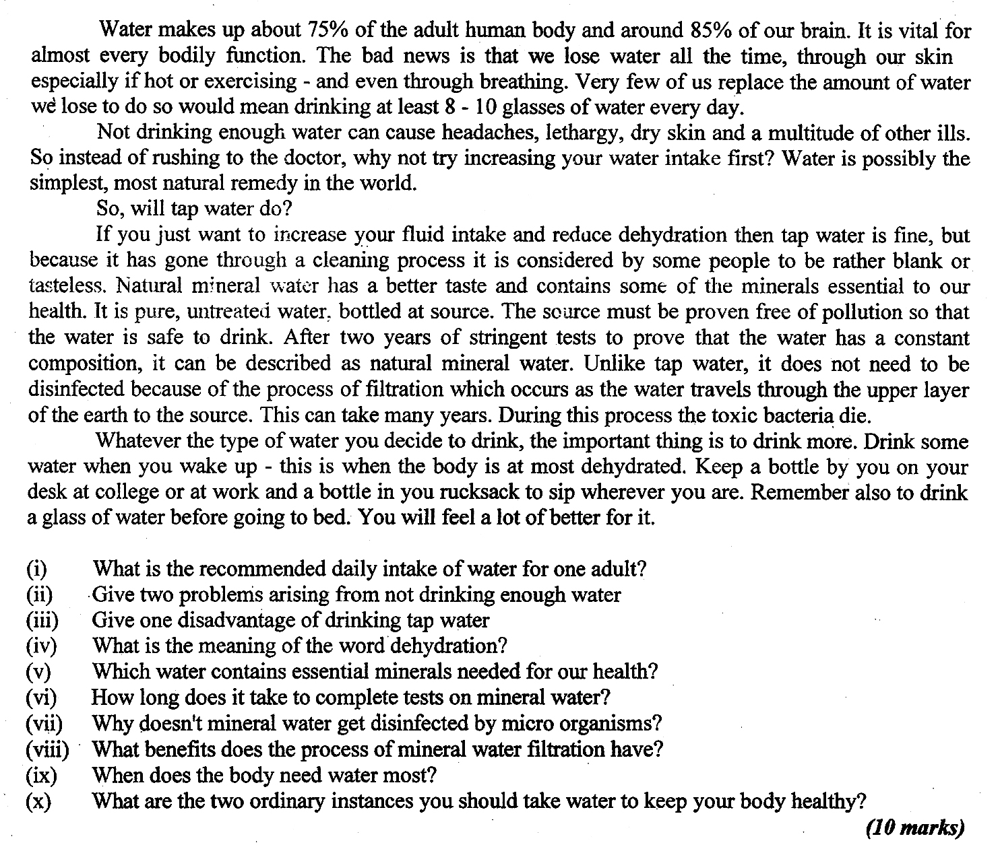 Water makes up about 75% of the adult human body and around 85% of our brain. It is vital for
almost every bodily function. The bad news is that we lose water all the time, through our skin
especially if hot or exercising - and even through breathing. Very few of us replace the amount of water
we lose to do so would mean drinking at least 8 - 10 glasses of water every day.
Not drinking enough water can cause headaches, lethargy, dry skin and a multitude of other ills.
So instead of rushing to the doctor, why not try increasing your water intake first? Water is possibly the
simplest, most natural remedy in the world.
So, will tap water do?
If you just want to increase your fluid intake and reduce dehydration then tap water is fine, but
because it has gone through a cleaning process it is considered by some people to be rather blank or
tasteless. Natural mineral water has a better taste and contains some of the minerals essential to our
health. It is pure, untreated water, bottled at source. The source must be proven free of pollution so that
the water is safe to drink. After two years of stringent tests to prove that the water has a constant
composition, it can be described as natural mineral water. Unlike tap water, it does not need to be
disinfected because of the process of filtration which occurs as the water travels through the upper layer
of the earth to the source. This can take many years. During this process the toxic bacteria die.
Whatever the type of water you decide to drink, the important thing is to drink more. Drink some
water when you wake up - this is when the body is at most dehydrated. Keep a bottle by you on your
desk at college or at work and a bottle in you rucksack to sip wherever you are. Remember also to drink
a glass of water before going to bed. You will feel a lot of better for it.
(i) What is the recommended daily intake of water for one adult?
(ii) Give two problems arising from not drinking enough water
(iii) Give one disadvantage of drinking tap water
(iv) What is the meaning of the word dehydration?
(v) Which water contains essential minerals needed for our health?
(vi) How long does it take to complete tests on mineral water?
(vii) Why doesn't mineral water get disinfected by micro organisms?
(viii) What benefits does the process of mineral water filtration have?
(ix) When does the body need water most?
(x) What are the two ordinary instances you should take water to keep your body healthy?
(10 marks)